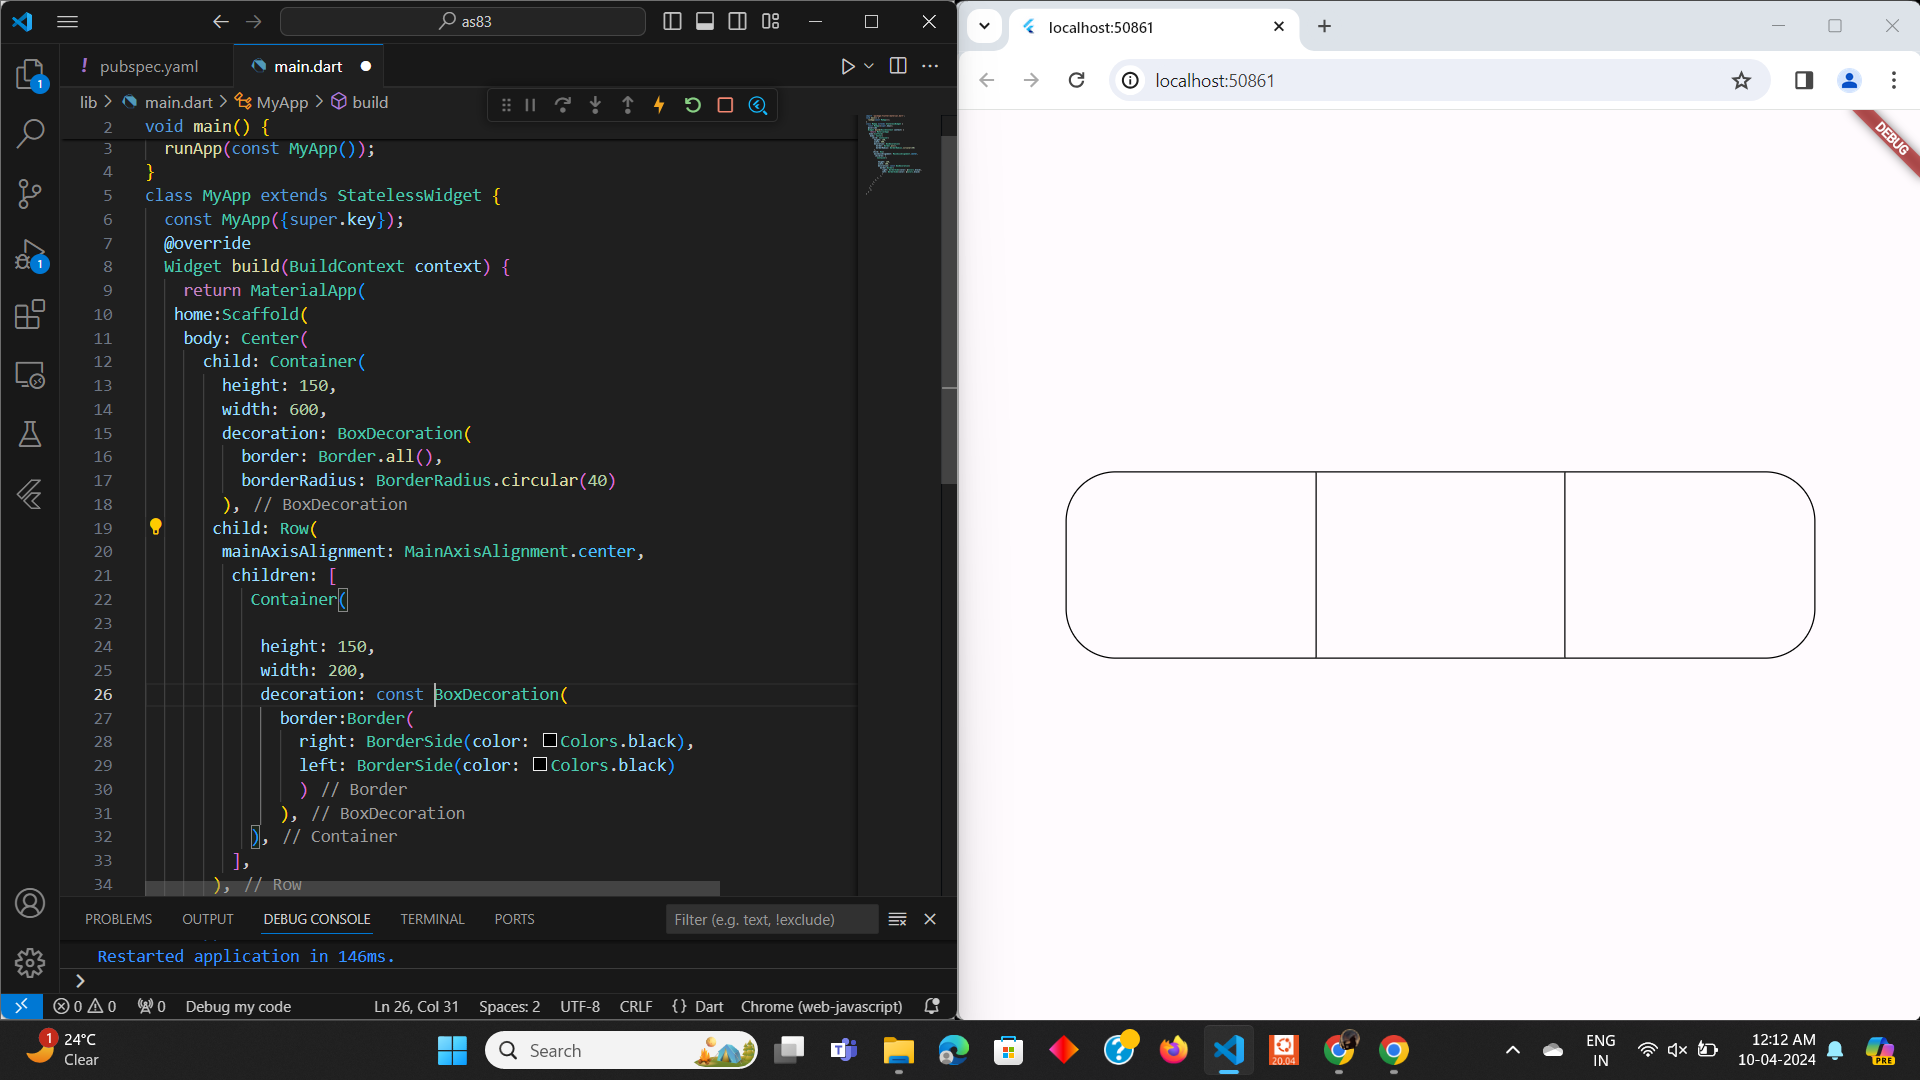 as83
pubspec.yaml
main.dart
lib > main.dart > MyApp > build
2 void main() {
3 runApp(const MyApp());
4 }
5 class MyApp extends StatelessWidget {
6 const MyApp({super.key});
7 @override
8 Widget build(BuildContext context) {
9 return MaterialApp(
10 home:Scaffold(
11 body: Center(
12 child: Container(
13 height: 150,
14 width: 600,
15 decoration: BoxDecoration(
16 border: Border.all(),
17 borderRadius: BorderRadius.circular(40)
18 ), // BoxDecoration
19 child: Row(
20 mainAxisAlignment: MainAxisAlignment.center,
21 children: [
22 Container(
23
24 height: 150,
25 width: 200,
26 decoration: const BoxDecoration(
27 border:Border(
28 right: BorderSide(color: Colors.black),
29 left: BorderSide(color: Colors.black)
30 ) // Border
31 ), // BoxDecoration
32 ), // Container
33 ],
34 ), // Row
1
1
PROBLEMS OUTPUT DEBUG CONSOLE TERMINAL PORTS Filter (e.g. text, !exclude)
Restarted application in 146ms.
0 0 0 Debug my code Ln 26, Col 31 Spaces: 2 UTF-8 CRLF {} Dart Chrome (web-javascript)
localhost:50861
localhost:50861
DEBUG
1
24°C
Clear
Search
20.04
ENG
IN
12:12 AM
10-04-2024
PRE